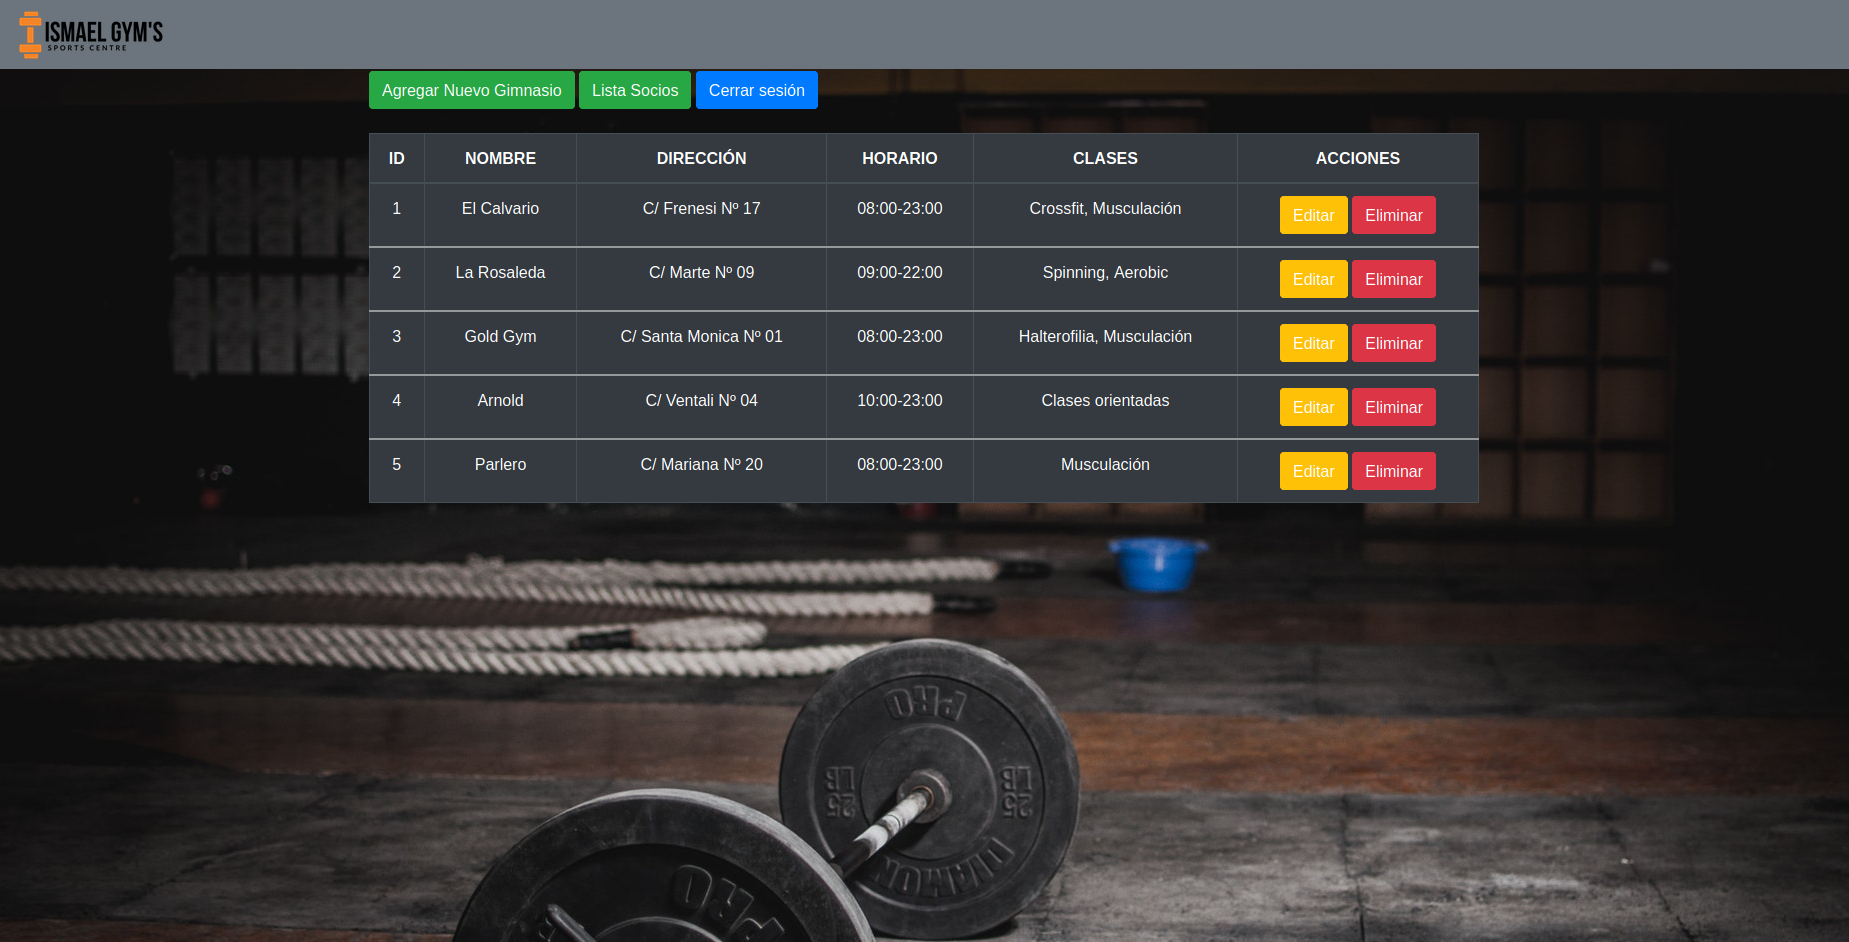 ISMAEL GYM'S
SPORTS CENTRE
Agregar Nuevo Gimnasio Lista Socios Cerrar sesión
ID NOMBRE DIRECCIÓN HORARIO CLASES ACCIONES
1 El Calvario C/ Frenesi Nº 17 08:00-23:00 Crossfit, Musculación Editar Eliminar
2 La Rosaleda C/ Marte Nº 09 09:00-22:00 Spinning, Aerobic Editar Eliminar
3 Gold Gym C/ Santa Monica Nº 01 08:00-23:00 Halterofilia, Musculación Editar Eliminar
4 Arnold C/ Ventali Nº 04 10:00-23:00 Clases orientadas Editar Eliminar
5 Parlero C/ Mariana Nº 20 08:00-23:00 Musculación Editar Eliminar
PRO
25 LB
25 LB
PRO